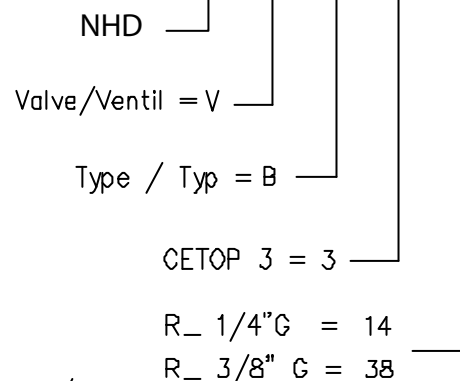 NHD
Valve/Ventil = V
Type / Typ = B
CETOP 3 = 3
R_ 1/4"G = 14
R_ 3/8" G = 38